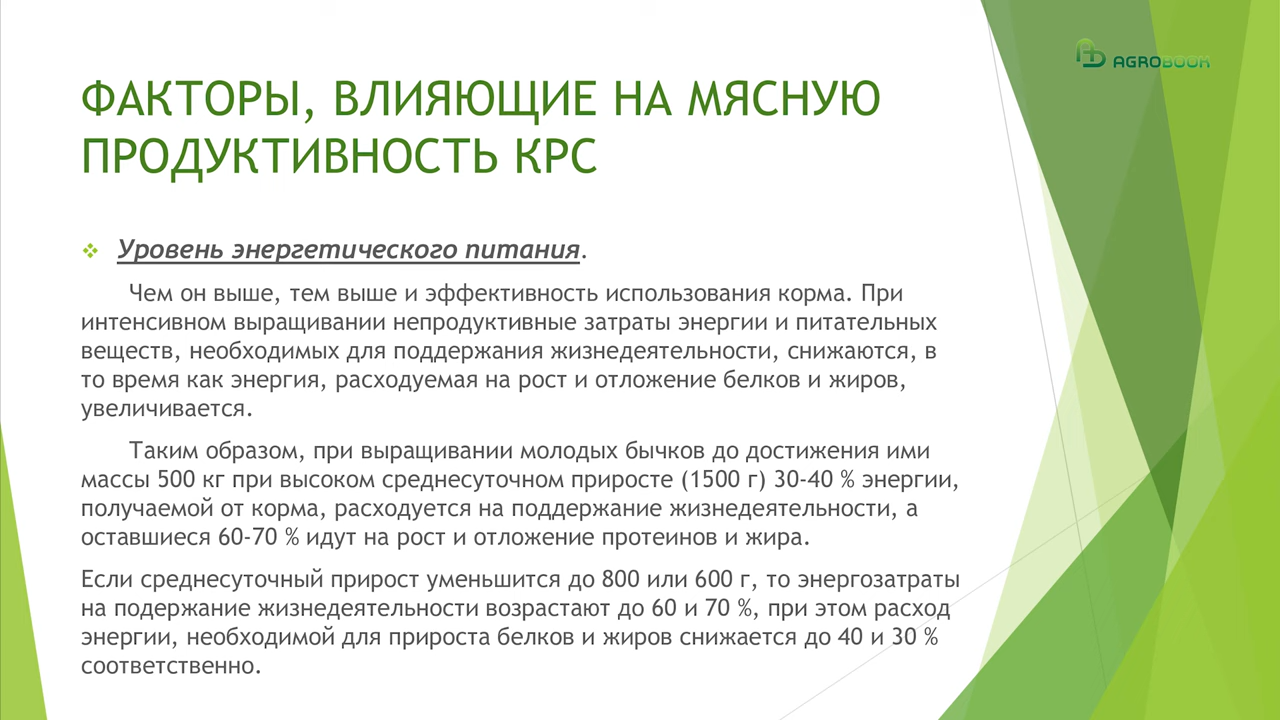 AGROBOOK
ФАКТОРЫ, ВЛИЯЮЩИЕ НА МЯСНУЮ
ПРОДУКТИВНОСТЬ КРС
Уровень энергетического питания.
Чем он выше, тем выше и эффективность использования корма. При
интенсивном выращивании непродуктивные затраты энергии и питательных
веществ, необходимых для поддержания жизнедеятельности, снижаются, в
то время как энергия, расходуемая на рост и отложение белков и жиров,
увеличивается.
Таким образом, при выращивании молодых бычков до достижения ими
массы 500 кг при высоком среднесуточном приросте (1500 г) 30-40 % энергии,
получаемой от корма, расходуется на поддержание жизнедеятельности, а
оставшиеся 60-70 % идут на рост и отложение протеинов и жира.
Если среднесуточный прирост уменьшится до 800 или 600 г, то энергозатраты
на подержание жизнедеятельности возрастают до 60 и 70 %, при этом расход
энергии, необходимой для прироста белков и жиров снижается до 40 и 30 %
соответственно.